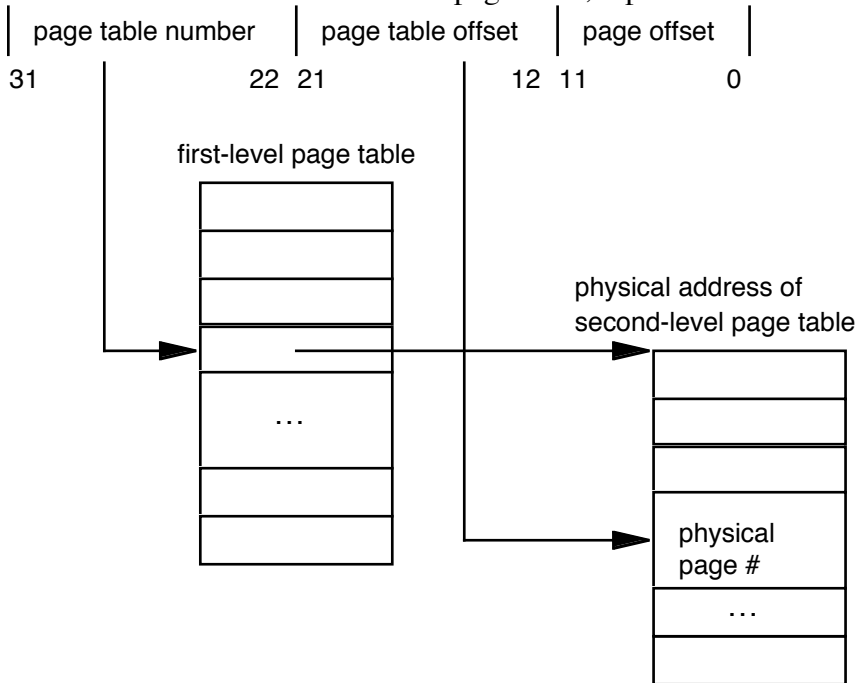 page table number page table offset page offset
31 22 21 12 11 0
first-level page table
physical address of
second-level page table
...
physical
page #
...